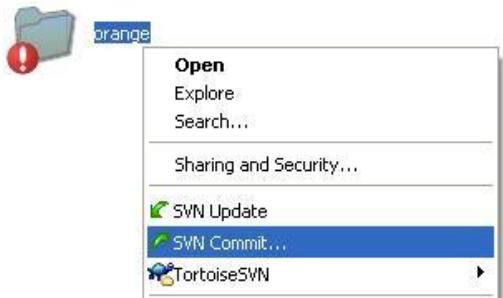 orange
Open
Explore
Search...
Sharing and Security...
SVN Update
SVN Commit...
TortoiseSVN